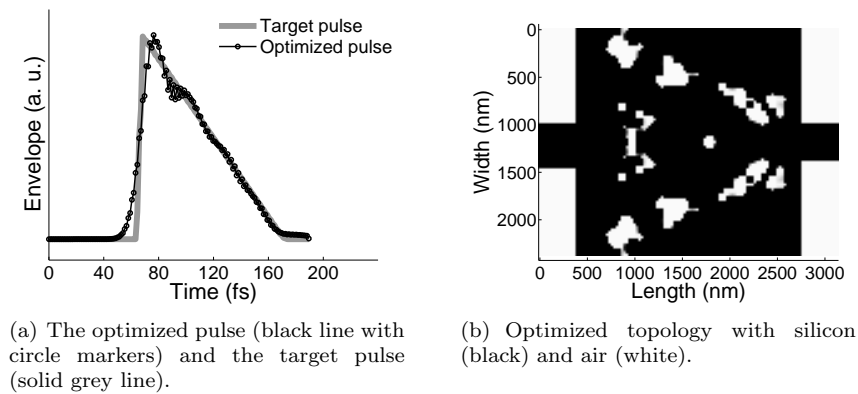 Target pulse
Optimized pulse
Envelope (a. u.)
0 40 80 120 160 200
Time (fs)
0
500
1000
1500
2000
Width (nm)
0 500 1000 1500 2000 2500 3000
Length (nm)
(a) The optimized pulse (black line with
circle markers) and the target pulse
(solid grey line).
(b) Optimized topology with silicon
(black) and air (white).